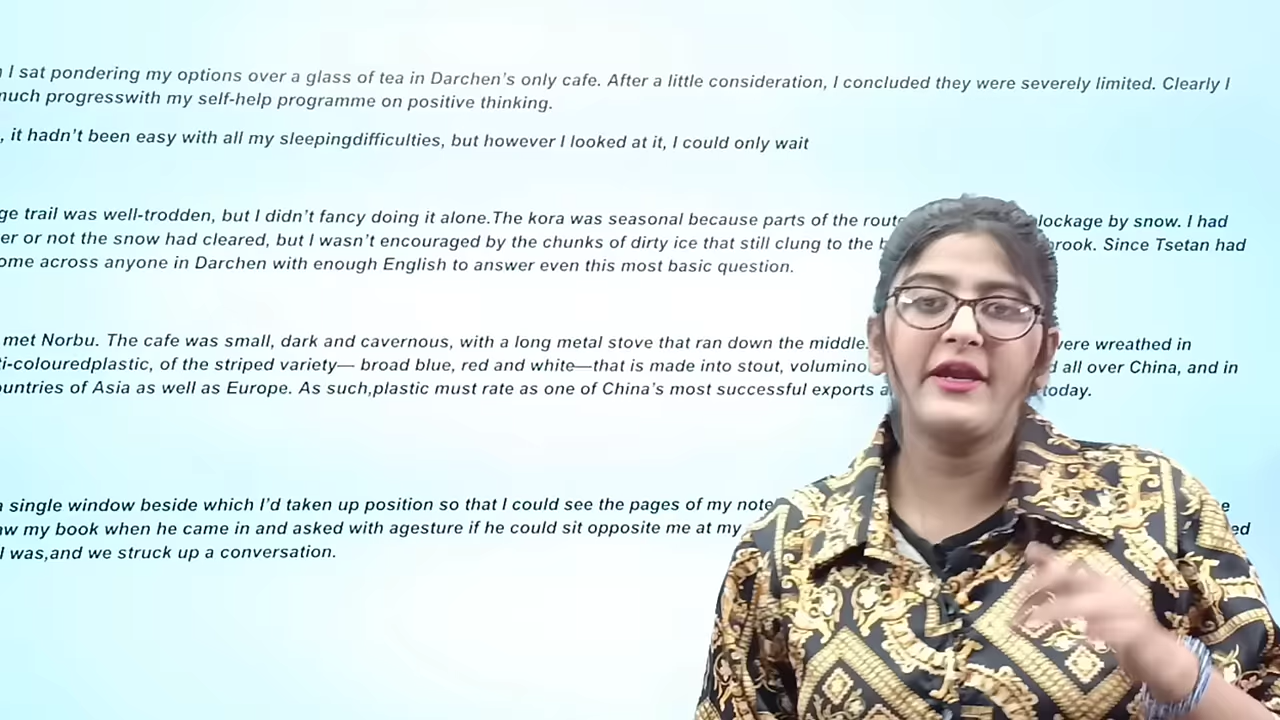 I sat pondering my options over a glass of tea in Darchen’s only cafe. After a little consideration, I concluded they were severely limited. Clearly I
much progresswith my self-help programme on positive thinking.
, it hadn’t been easy with all my sleepingdifficulties, but however I looked at it, I could only wait
ge trail was well-trodden, but I didn’t fancy doing it alone.The kora was seasonal because parts of the lockage by snow. I had
er or not the snow had cleared, but I wasn’t encouraged by the chunks of dirty ice that still clung to the brook. Since Tsetan had
ome across anyone in Darchen with enough English to answer even this most basic question.
met Norbu. The cafe was small, dark and cavernous, with a long metal stove that ran down the middle. were wreathed in
ti-colouredplastic, of the striped variety— broad blue, red and white—that is made into stout, all over China, and in
ountries of Asia as well as Europe. As such,plastic must rate as one of China’s most successful exports today.
a single window beside which I’d taken up position so that I could see the pages of my note
aw my book when he came in and asked with agesture if he could sit opposite me at my
I was,and we struck up a conversation.